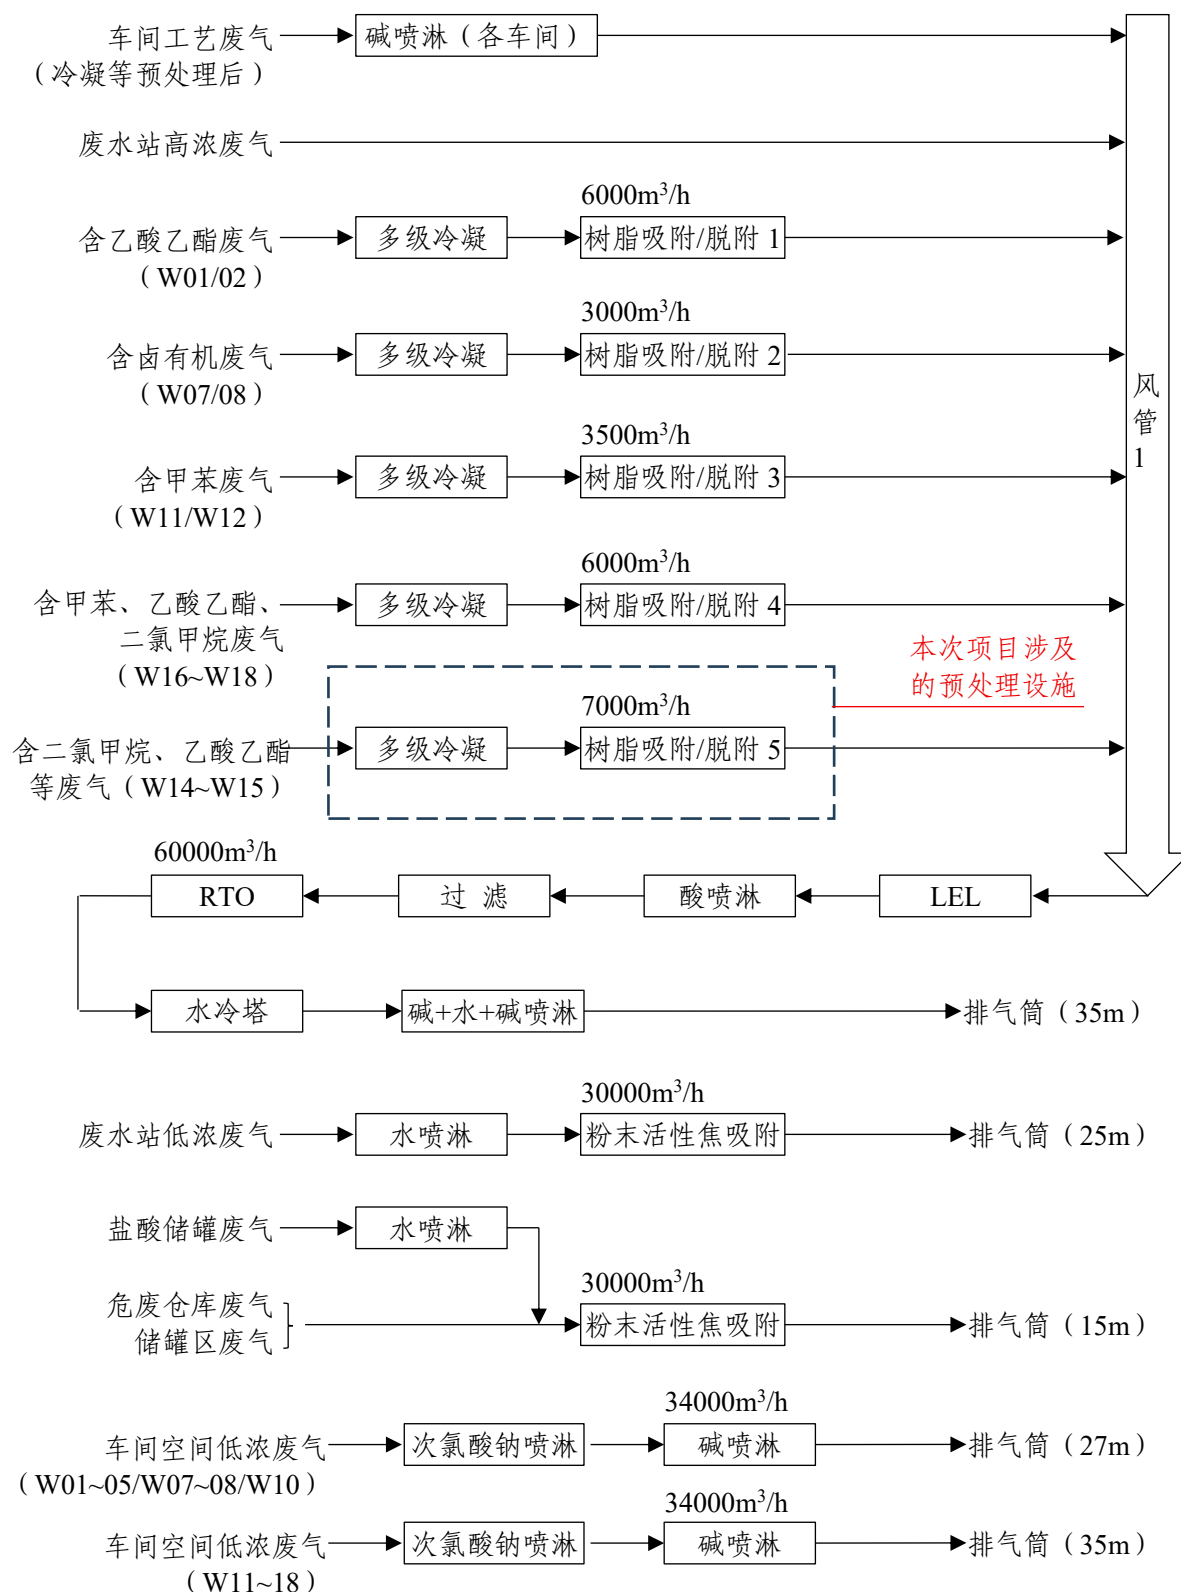 车间工艺废气
（冷凝等预处理后）
碱喷淋（各车间）
废水站高浓废气
6000m³/h
含乙酸乙酯废气
（W01/02）
多级冷凝
树脂吸附/脱附 1
3000m³/h
含卤有机废气
（W07/08）
多级冷凝
树脂吸附/脱附 2
风
管
1
3500m³/h
含甲苯废气
（W11/W12）
多级冷凝
树脂吸附/脱附 3
6000m³/h
含甲苯、乙酸乙酯、
二氯甲烷废气
（W16~W18）
多级冷凝
树脂吸附/脱附 4
本次项目涉及
的预处理设施
7000m³/h
含二氯甲烷、乙酸乙酯
等废气（W14~W15）
多级冷凝
树脂吸附/脱附 5
60000m³/h
RTO
过 滤
酸喷淋
LEL
水冷塔
碱+水+碱喷淋
排气筒（35m）
30000m³/h
废水站低浓废气
水喷淋
粉末活性焦吸附
排气筒（25m）
盐酸储罐废气
水喷淋
30000m³/h
危废仓库废气
储罐区废气
粉末活性焦吸附
排气筒（15m）
34000m³/h
车间空间低浓废气
（W01~05/W07~08/W10）
次氯酸钠喷淋
碱喷淋
排气筒（27m）
34000m³/h
车间空间低浓废气
（W11~18）
次氯酸钠喷淋
碱喷淋
排气筒（35m）